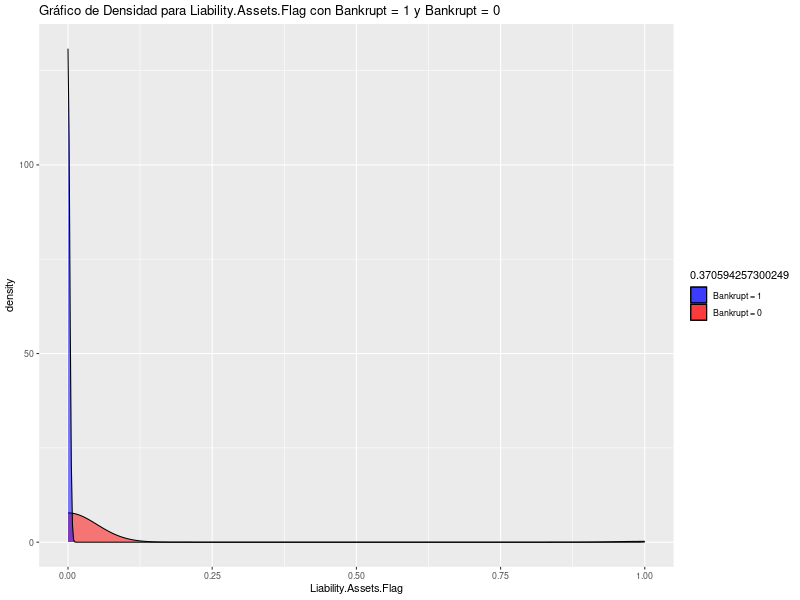 Gráfico de Densidad para Liability.Assets.Flag con Bankrupt = 1 y Bankrupt = 0
100
50
0
density
0.00
0.25
0.50
0.75
1.00
Liability.Assets.Flag
0.370594257300249
Bankrupt = 1
Bankrupt = 0